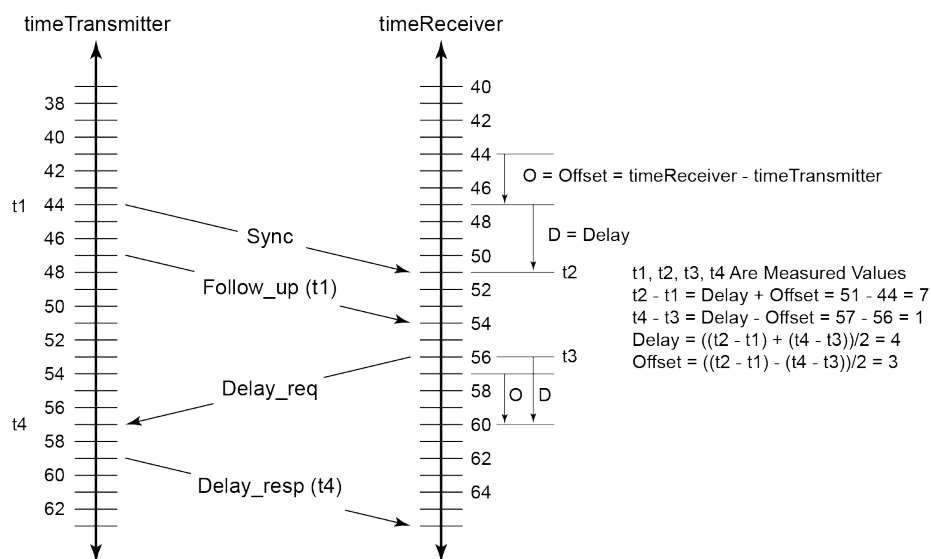 timeTransmitter
timeReceiver
38
40
42
t1 44
46
48
50
52
54
56
t4
58
60
62
40
42
44
46
48
50
52
54
56
58
60
62
64
O = Offset = timeReceiver - timeTransmitter
D = Delay
t2
t3
O
D
Sync
Follow_up (t1)
Delay_req
Delay_resp (t4)
t1, t2, t3, t4 Are Measured Values
t2 - t1 = Delay + Offset = 51 - 44 = 7
t4 - t3 = Delay - Offset = 57 - 56 = 1
Delay = ((t2 - t1) + (t4 - t3))/2 = 4
Offset = ((t2 - t1) - (t4 - t3))/2 = 3